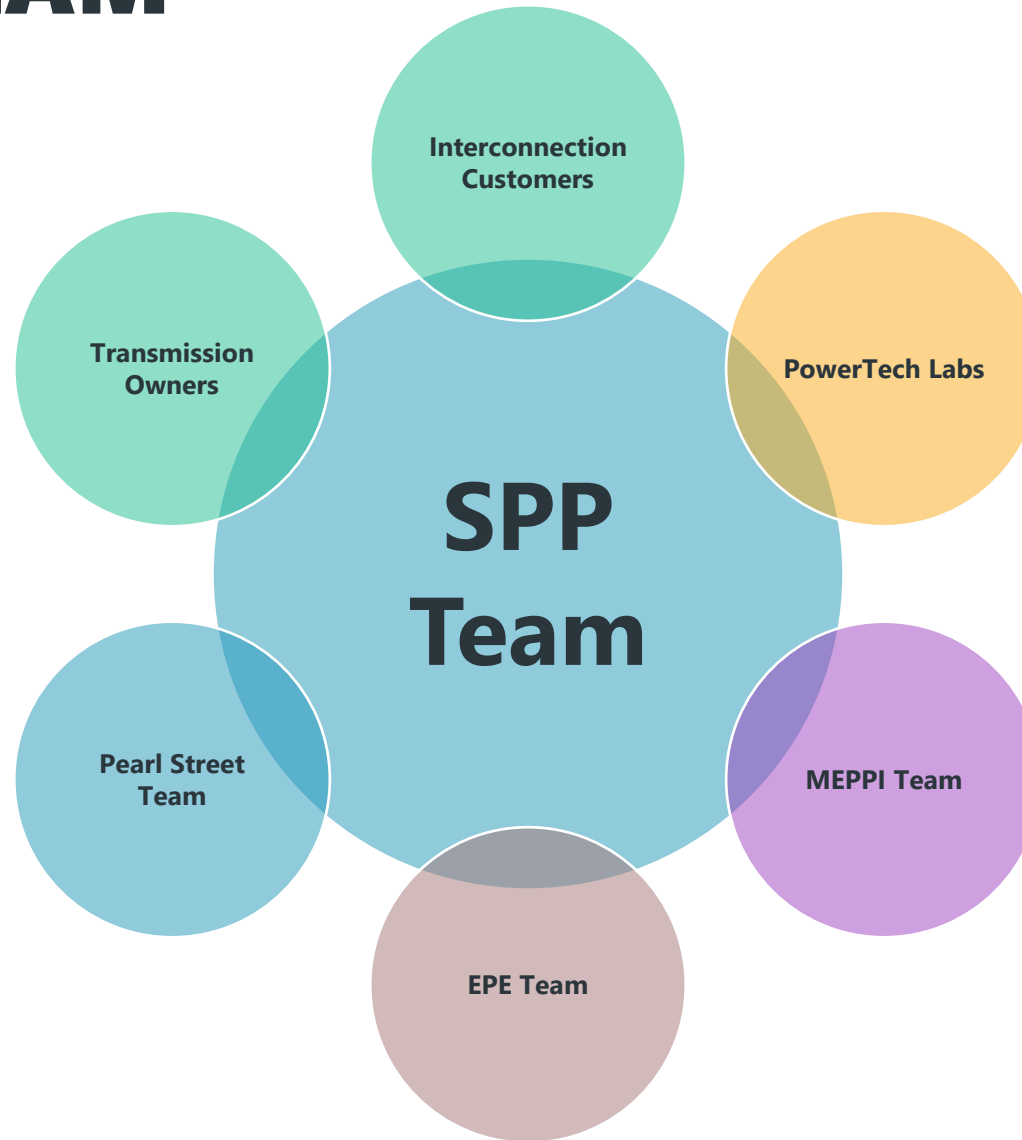 Interconnection
Customers
Transmission
Owners
PowerTech Labs
SPP
Team
Pearl Street
Team
MEPPI Team
EPE Team